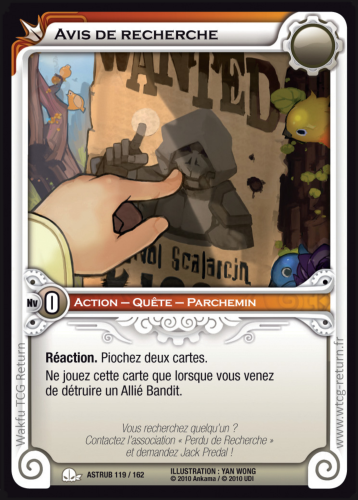 Avis de recherche
WANTED
Vol Scalarcin
Nv 0
Action – Quête – Parchemin
Réaction. Piochez deux cartes.
Ne jouez cette carte que lorsque vous venez
de détruire un Allié Bandit.
Vous recherchez quelqu'un ?
Contactez l'association « Perdu de Recherche »
et demandez Jack Predal !
ASTRUB 119 / 162
ILLUSTRATION : YAN WONG
© 2010 Ankama / © 2010 UDI
Wakfu TCG Return
www.wtcg-return.fr